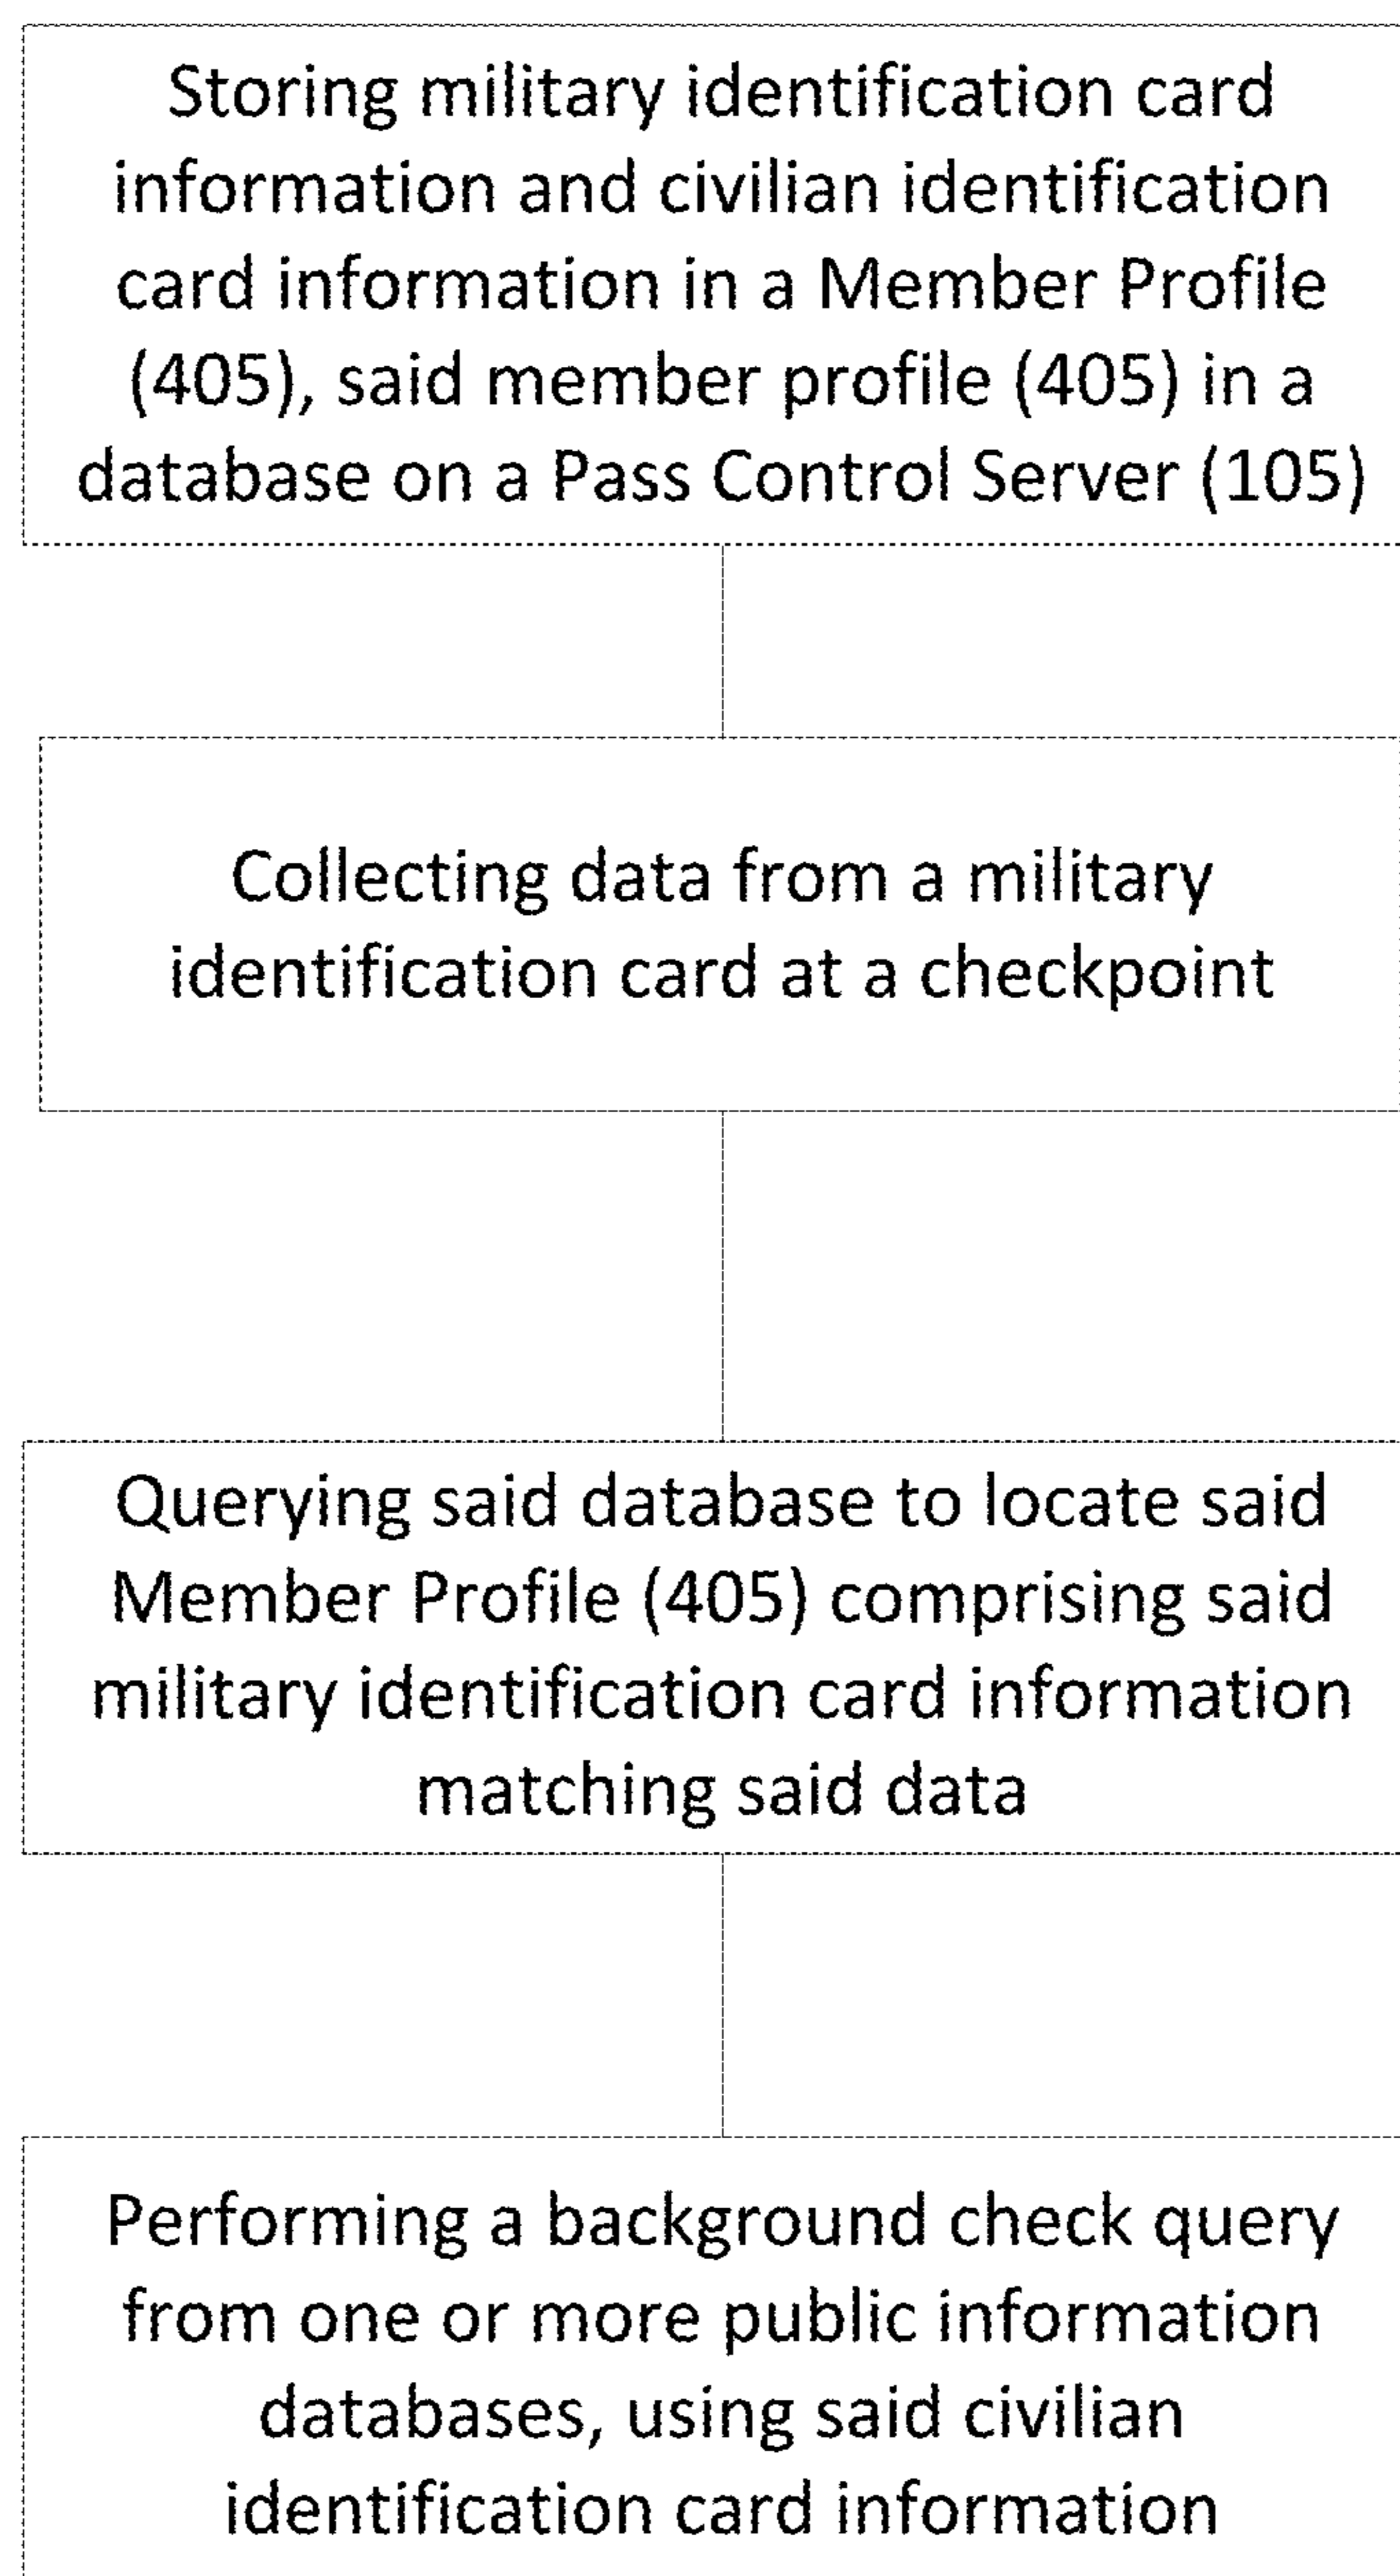 Storing military identification card
information and civilian identification
card information in a Member Profile
(405), said member profile (405) in a
database on a Pass Control Server (105)
Collecting data from a military
identification card at a checkpoint
Querying said database to locate said
Member Profile (405) comprising said
military identification card information
matching said data
Performing a background check query
from one or more public information
databases, using said civilian
identification card information